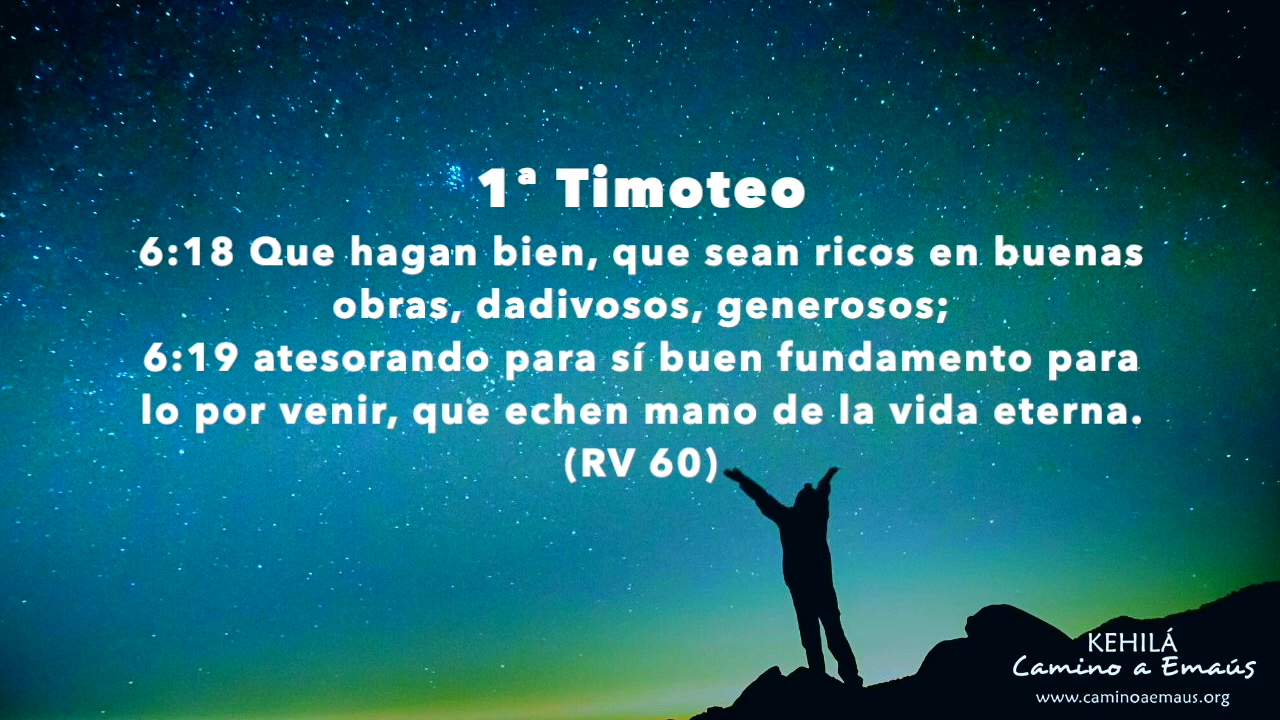 1ª Timoteo
6:18 Que hagan bien, que sean ricos en buenas
obras, dadivosos, generosos;
6:19 atesorando para sí buen fundamento para
lo por venir, que echen mano de la vida eterna.
(RV 60)
KEHILÁ
Camino a Emaús
www.caminoaemaus.org